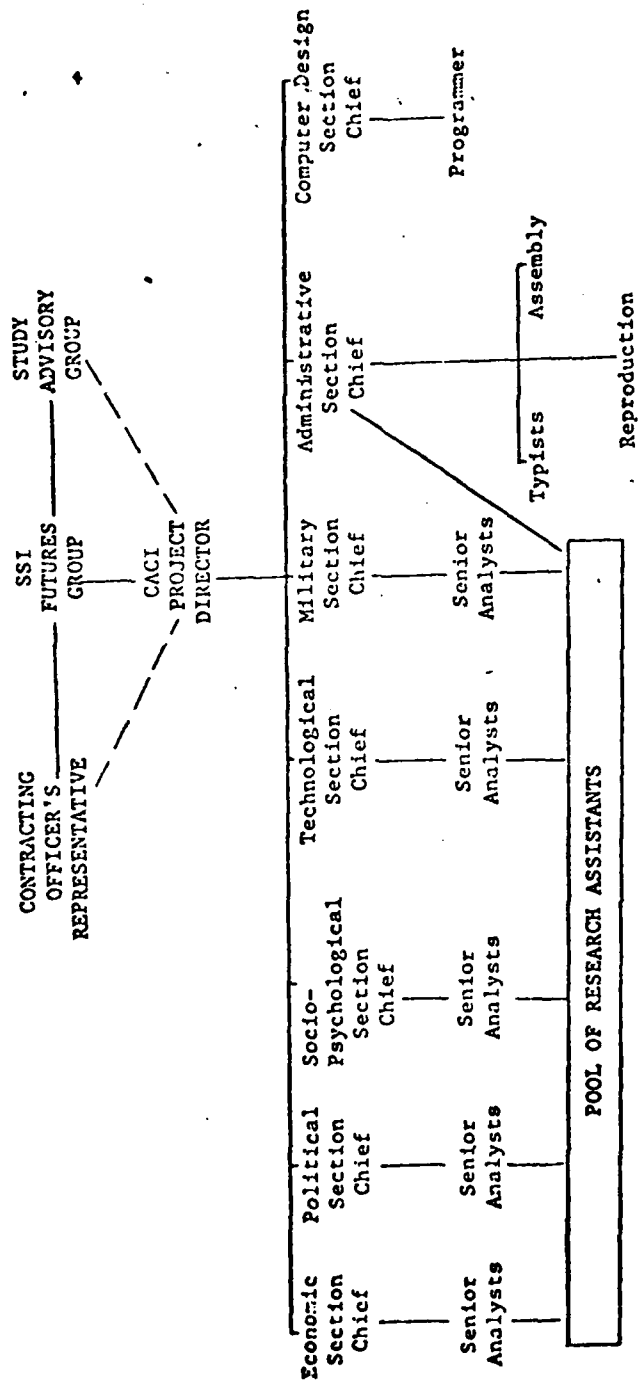 CONTRACTING
OFFICER'S
REPRESENTATIVE
SSI
FUTURES
GROUP
STUDY
ADVISORY
GROUP
CACI
PROJECT
DIRECTOR
Economic
Section
Chief
Political
Section
Chief
Socio-
Psychological
Section
Chief
Technological
Section
Chief
Military
Section
Chief
Administrative
Section
Chief
Computer Design
Section
Chief
Senior
Analysts
Senior
Analysts
Senior
Analysts
Senior
Analysts
Senior
Analysts
Typists
Assembly
Reproduction
Programmer
POOL OF RESEARCH ASSISTANTS